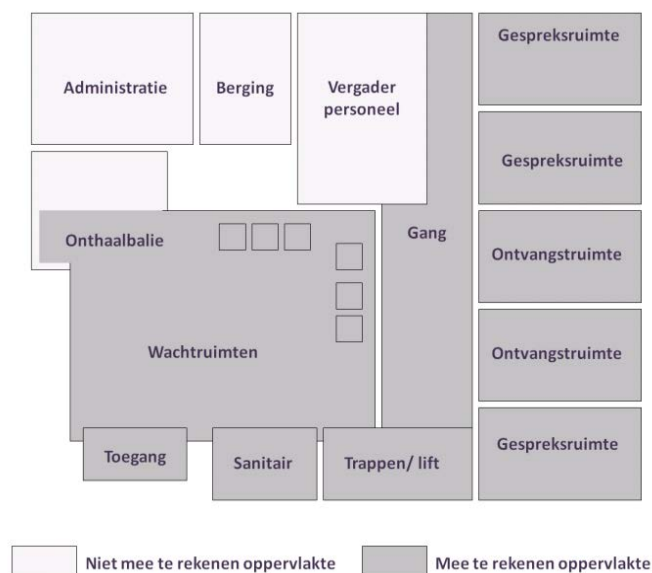 Administratie
Berging
Vergader
personeel
Gespreksruimte
Gespreksruimte
Onthaalbalie
Gang
Ontvangstruimte
Wachtruimten
Ontvangstruimte
Toegang
Sanitair
Trappen/ lift
Gespreksruimte
Niet mee te rekenen oppervlakte
Mee te rekenen oppervlakte